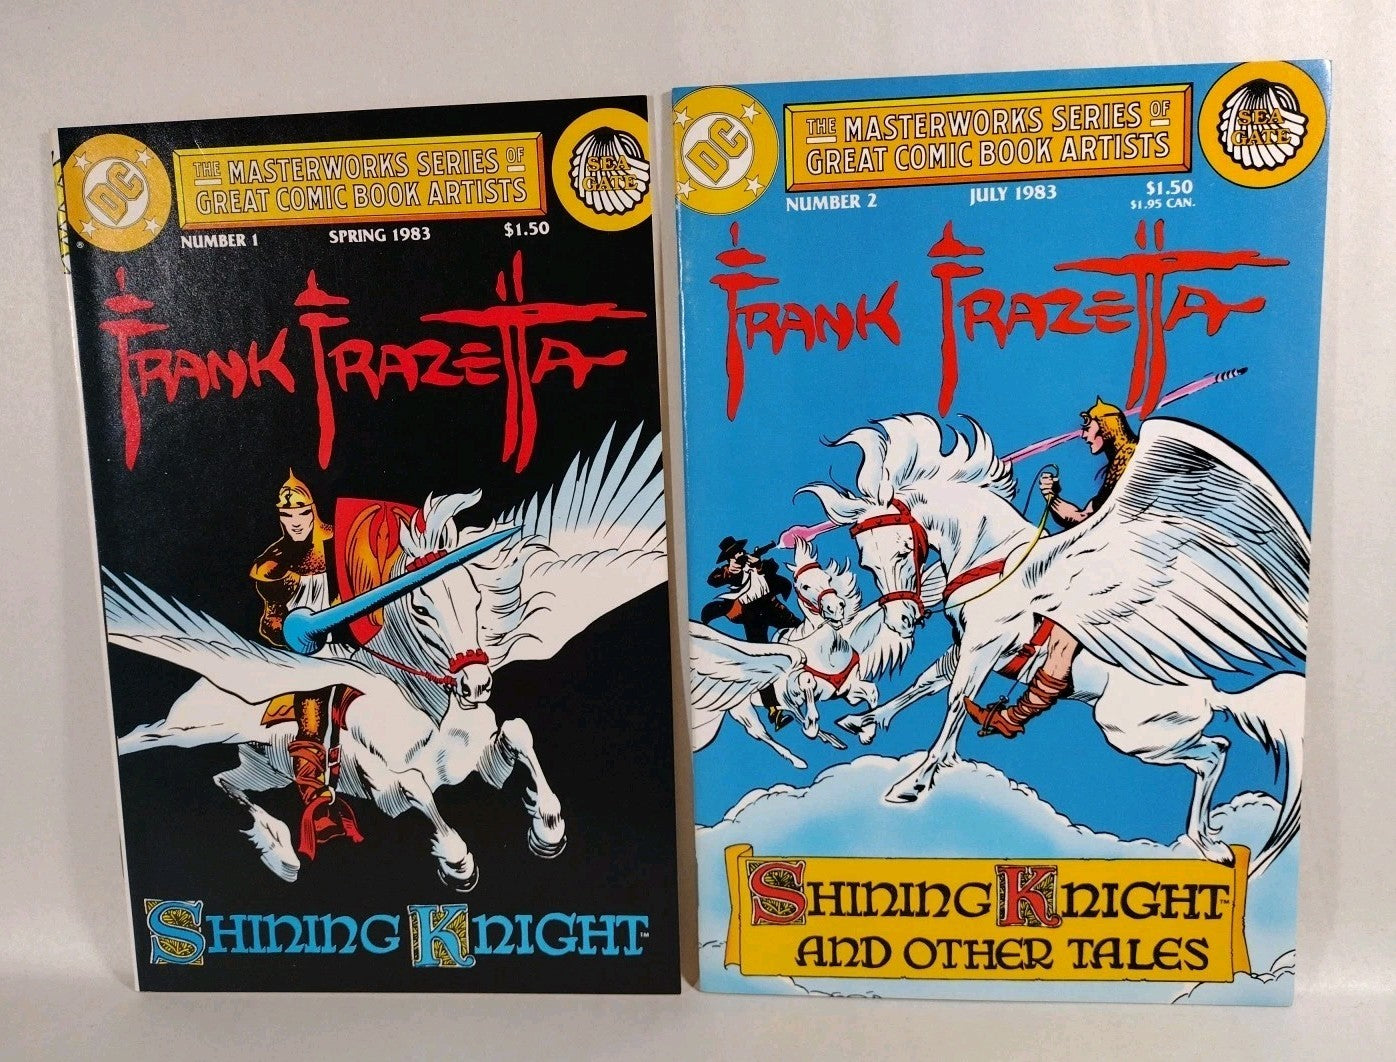 DC
THE MASTERWORKS SERIES OF
GREAT COMIC BOOK ARTISTS
SEA
GATE
NUMBER 1 SPRING 1983 $1.50
FRANK FRAZETTA
SHINING KNIGHT™
DC
THE MASTERWORKS SERIES OF
GREAT COMIC BOOK ARTISTS
SEA
GATE
NUMBER 2 JULY 1983 $1.50
$1.95 CAN.
FRANK FRAZETTA
SHINING KNIGHT™
AND OTHER TALES